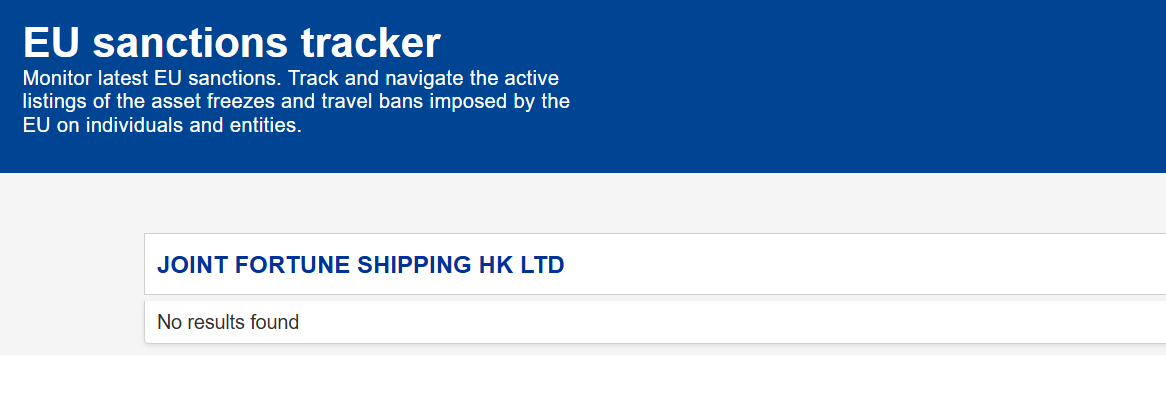 EU sanctions tracker
Monitor latest EU sanctions. Track and navigate the active
listings of the asset freezes and travel bans imposed by the
EU on individuals and entities.
JOINT FORTUNE SHIPPING HK LTD
No results found